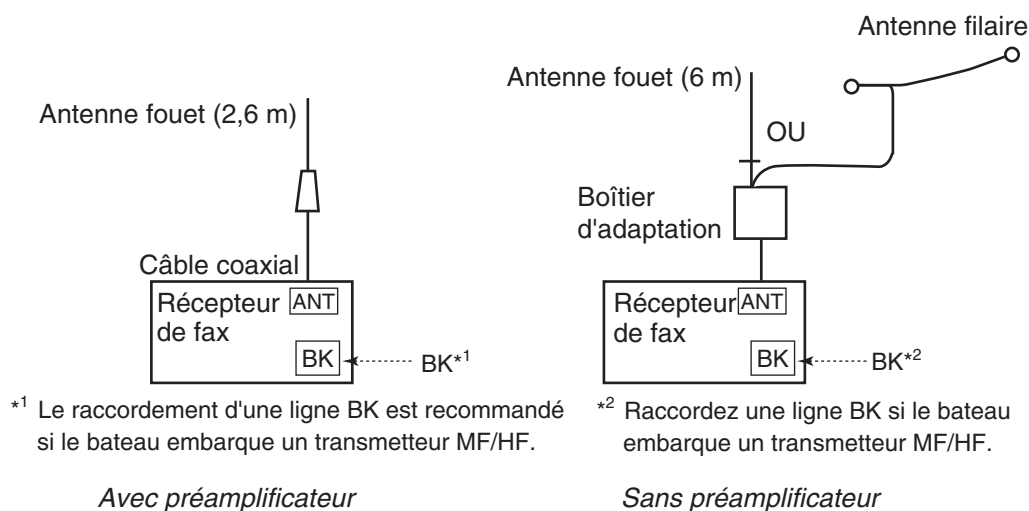 Antenne filaire
Antenne fouet (6 m)
Antenne fouet (2,6 m)
OU
Boîtier
d'adaptation
Câble coaxial
Récepteur ANT
de fax
BK
BK*1
Récepteur ANT
de fax
BK
BK*2
*1 Le raccordement d'une ligne BK est recommandé
si le bateau embarque un transmetteur MF/HF.
*2 Raccordez une ligne BK si le bateau
embarque un transmetteur MF/HF.
Avec préamplificateur
Sans préamplificateur